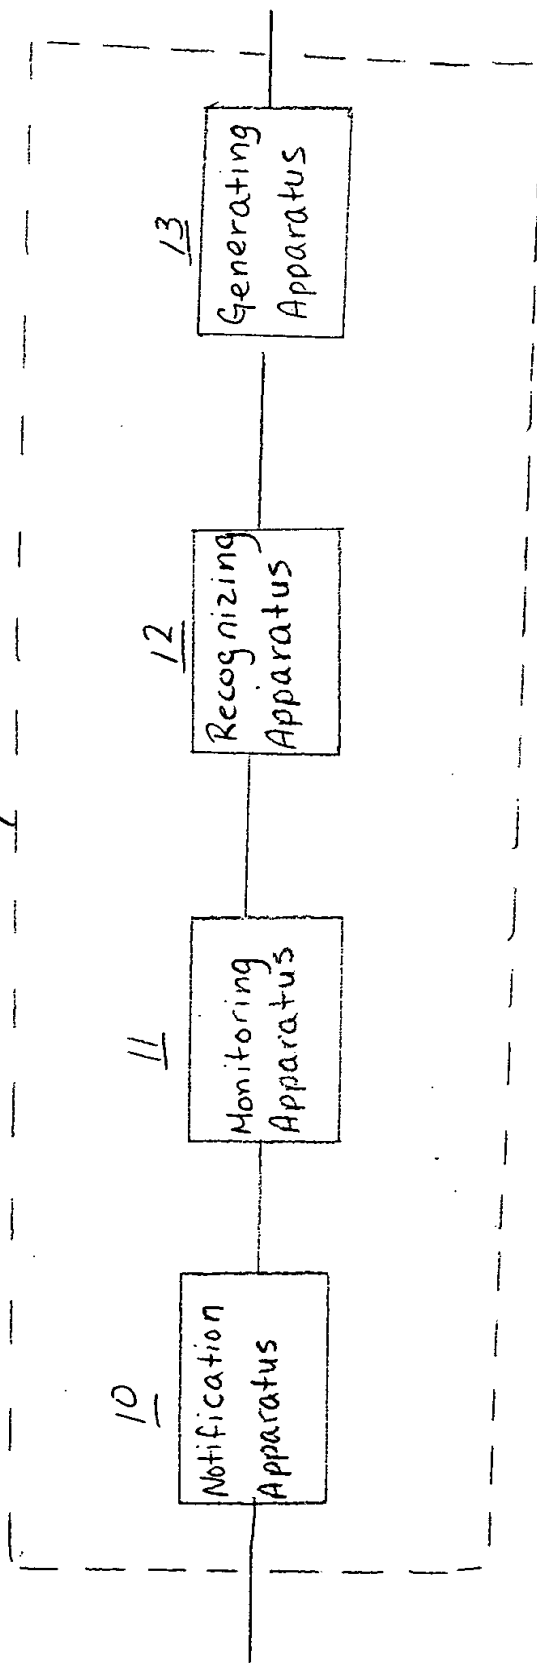 10
Notification
Apparatus
11
Monitoring
Apparatus
12
Recognizing
Apparatus
13
Generating
Apparatus